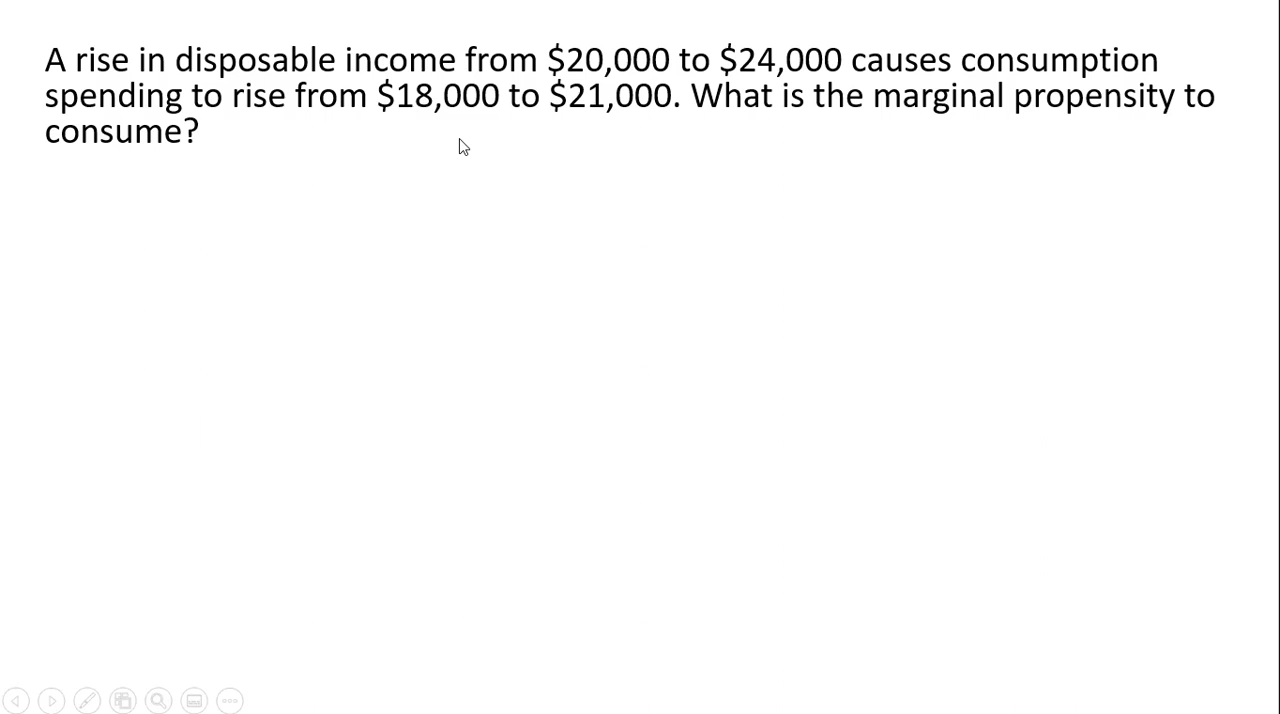 A rise in disposable income from $20,000 to $24,000 causes consumption
spending to rise from $18,000 to $21,000. What is the marginal propensity to
consume?